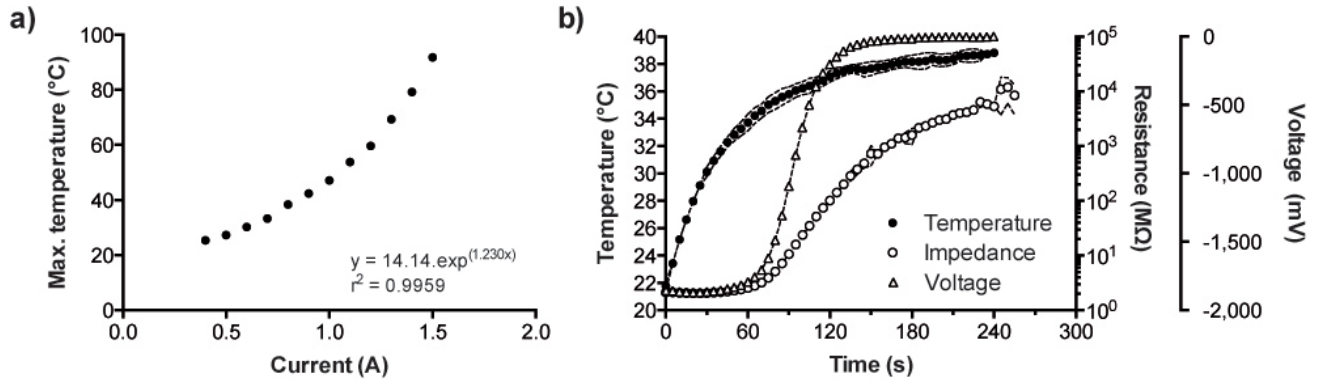 a)
Max. temperature (°C)
100
80
60
40
20
0
0.0 0.5 1.0 1.5 2.0
Current (A)
y = 14.14.exp(1.230x)
r2 = 0.9959
b)
Temperature (°C)
40
38
36
34
32
30
28
26
24
22
20
0 60 120 180 240 300
Time (s)
Temperature
Impedance
Voltage
10^5
10^4
10^3
10^2
10^1
10^0
Resistance (MΩ)
0
-500
-1,000
-1,500
-2,000
Voltage (mV)